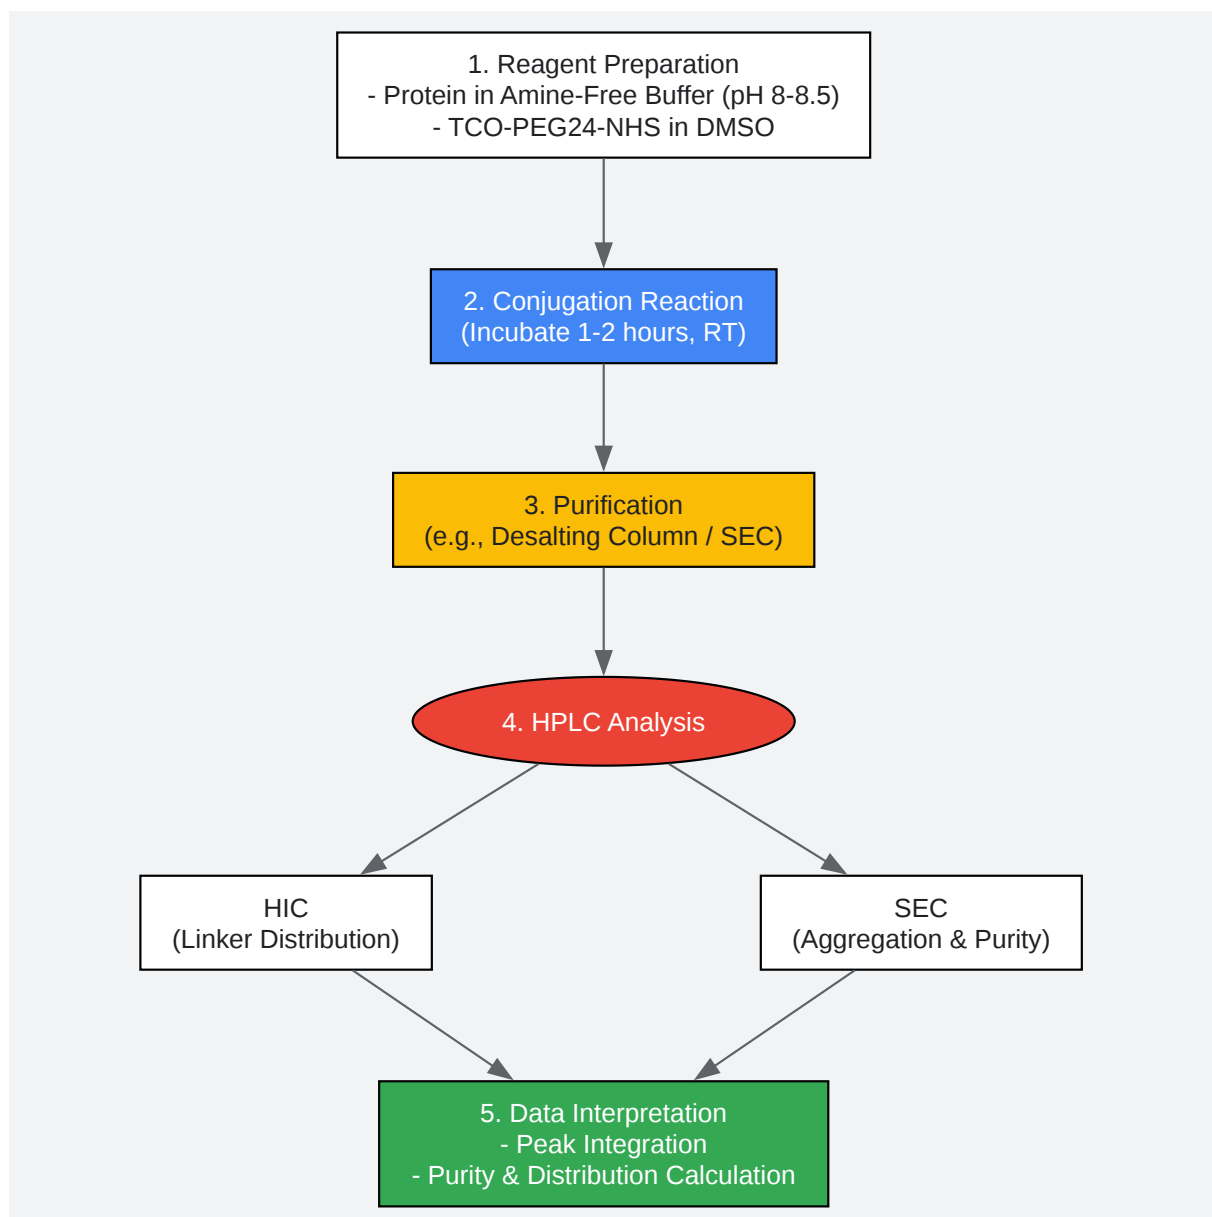 1. Reagent Preparation
- Protein in Amine-Free Buffer (pH 8-8.5)
- TCO-PEG24-NHS in DMSO
2. Conjugation Reaction
(Incubate 1-2 hours, RT)
3. Purification
(e.g., Desalting Column / SEC)
4. HPLC Analysis
HIC
(Linker Distribution)
SEC
(Aggregation & Purity)
5. Data Interpretation
- Peak Integration
- Purity & Distribution Calculation